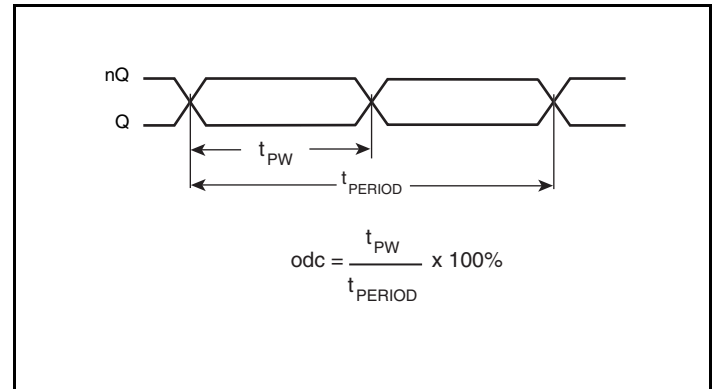 nQ
Q
tPW
tPERIOD
tPW
odc = x 100%
tPERIOD